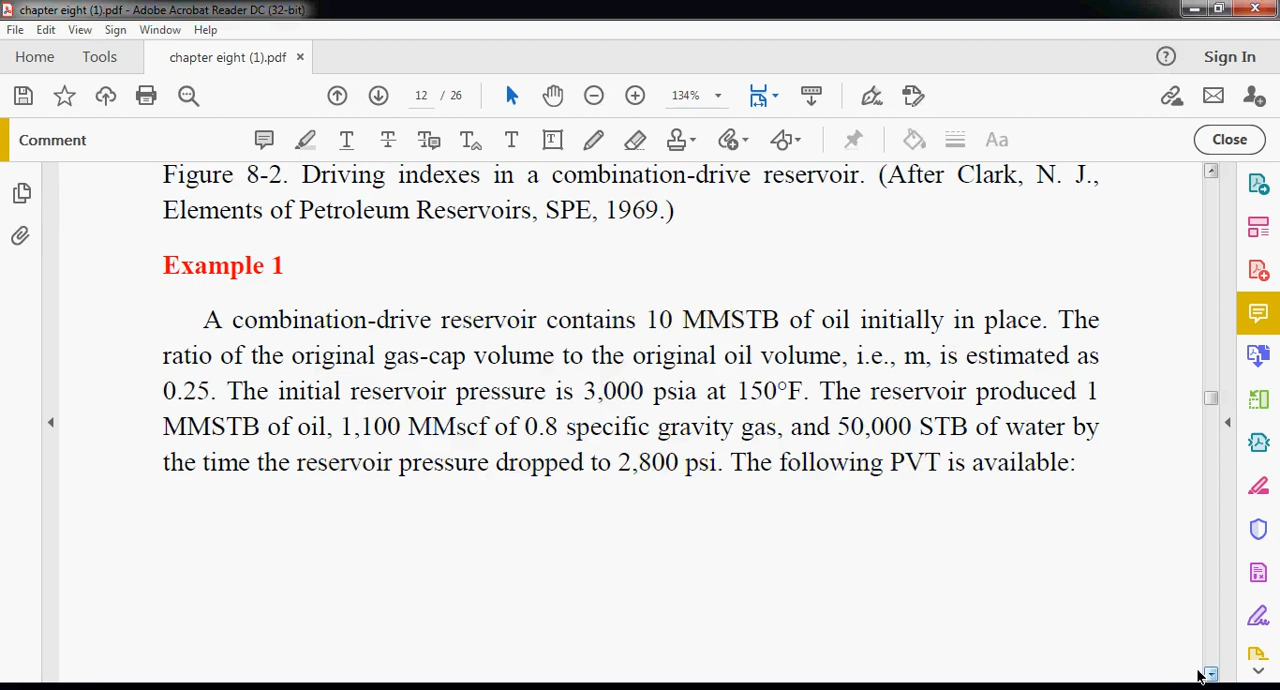 chapter eight (1).pdf - Adobe Acrobat Reader DC (32-bit)
File Edit View Sign Window Help
Home Tools chapter eight (1).pdf × ? Sign In
12 / 26 134%
Comment T T T T T Aa Close
Figure 8-2. Driving indexes in a combination-drive reservoir. (After Clark, N. J.,
Elements of Petroleum Reservoirs, SPE, 1969.)
Example 1
A combination-drive reservoir contains 10 MMSTB of oil initially in place. The
ratio of the original gas-cap volume to the original oil volume, i.e., m, is estimated as
0.25. The initial reservoir pressure is 3,000 psia at 150°F. The reservoir produced 1
MMSTB of oil, 1,100 MMscf of 0.8 specific gravity gas, and 50,000 STB of water by
the time the reservoir pressure dropped to 2,800 psi. The following PVT is available: